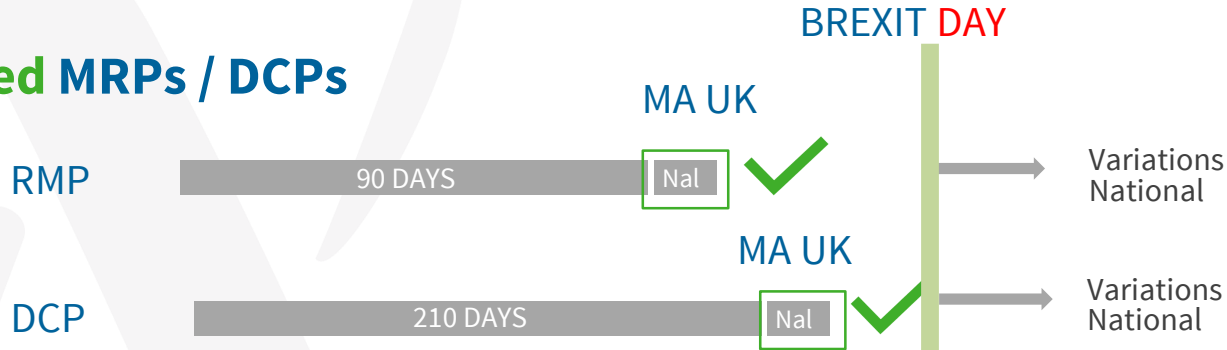 BREXIT DAY
ed MRPs / DCPs
MA UK
RMP
90 DAYS
Nal
Variations
National
MA UK
DCP
210 DAYS
Nal
Variations
National